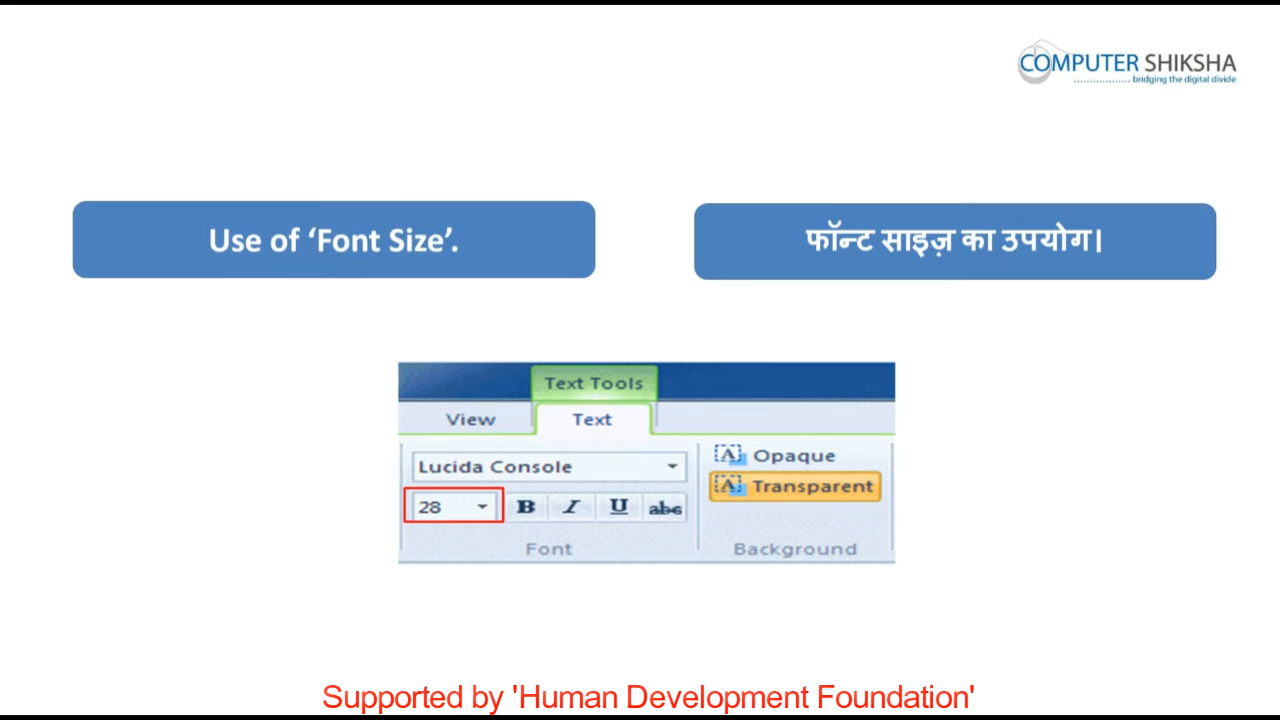 COMPUTER SHIKSHA
bridging the digital divide
Use of ‘Font Size’.
फॉन्ट साइज़ का उपयोग।
Text Tools
View Text
Lucida Console
Opaque
28 B I U abc
Transparent
Font Background
Supported by 'Human Development Foundation'